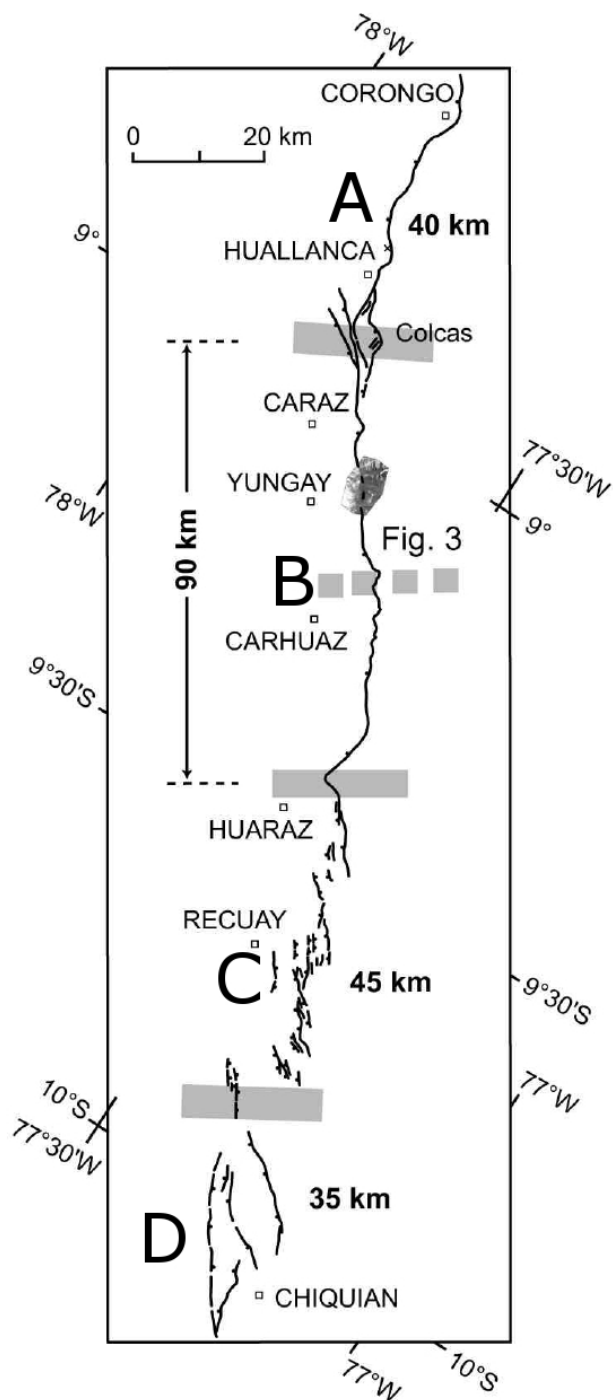 78°W
CORONGO
0 20 km
A
40 km
9°
HUALLANCA
Colcas
CARAZ
77°30'W
YUNGAY
78°W
9°
Fig. 3
90 km
B
CARHUAZ
9°30'S
HUARAZ
RECUAY
C
45 km
9°30'S
10°S
77°W
77°30'W
35 km
D
CHIQUIAN
77°W
10°S